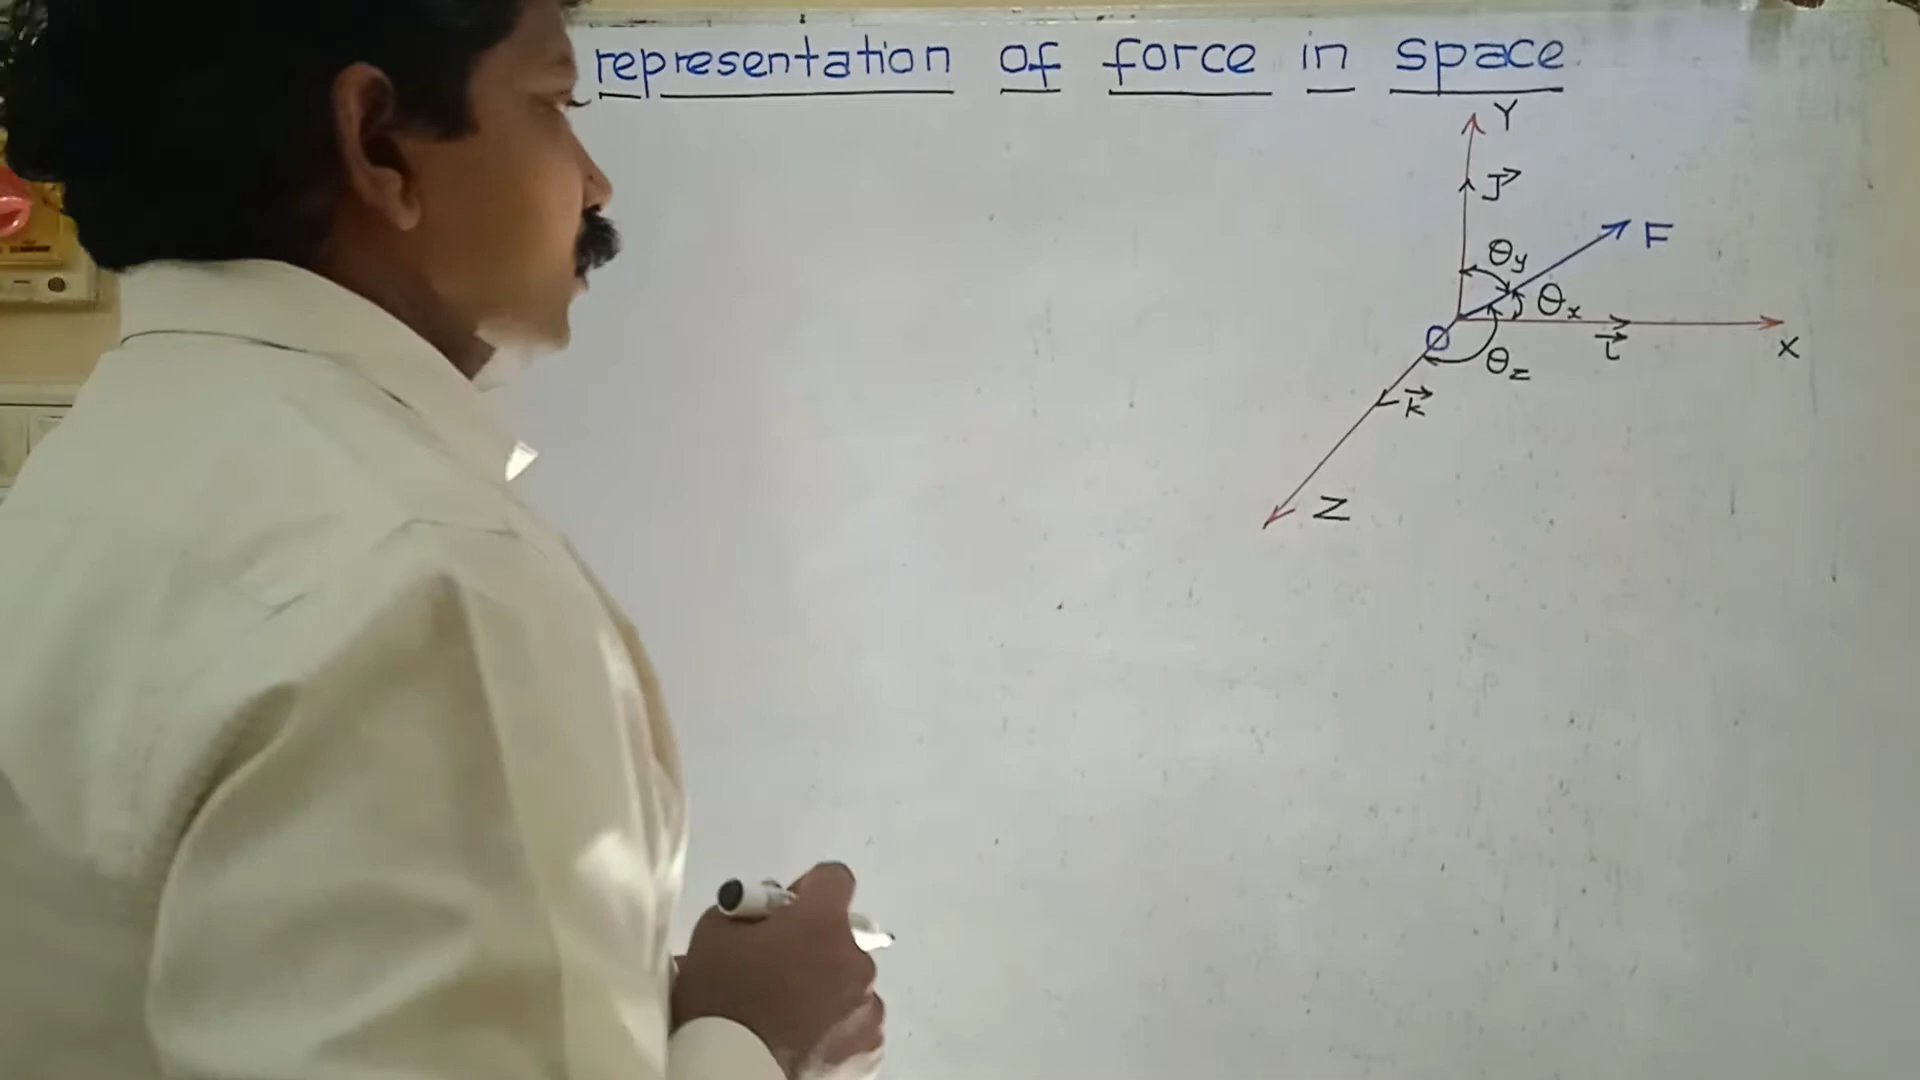 representation of force in space
Y
J⃗
F
θy
θx
O
i⃗
X
θz
k⃗
Z